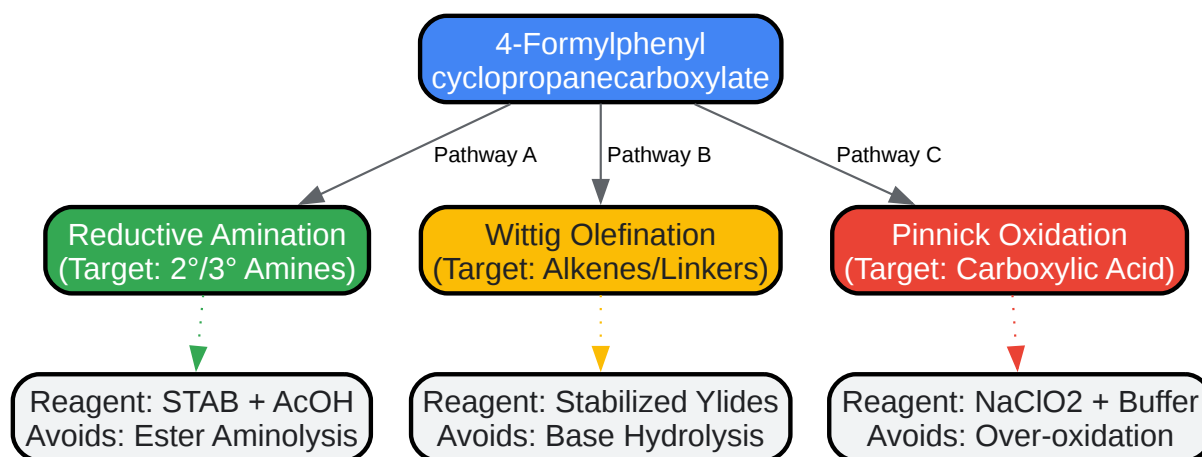 4-Formylphenyl
cyclopropanecarboxylate
Pathway A
Pathway B
Pathway C
Reductive Amination
(Target: 2°/3° Amines)
Wittig Olefination
(Target: Alkenes/Linkers)
Pinnick Oxidation
(Target: Carboxylic Acid)
Reagent: STAB + AcOH
Avoids: Ester Aminolysis
Reagent: Stabilized Ylides
Avoids: Base Hydrolysis
Reagent: NaClO2 + Buffer
Avoids: Over-oxidation